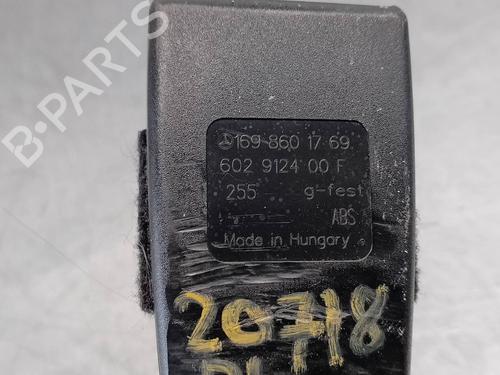 B-PARTS
169 860 17 69
602 9124 00 F
255 g-fest
ABS
Made in Hungary
20718